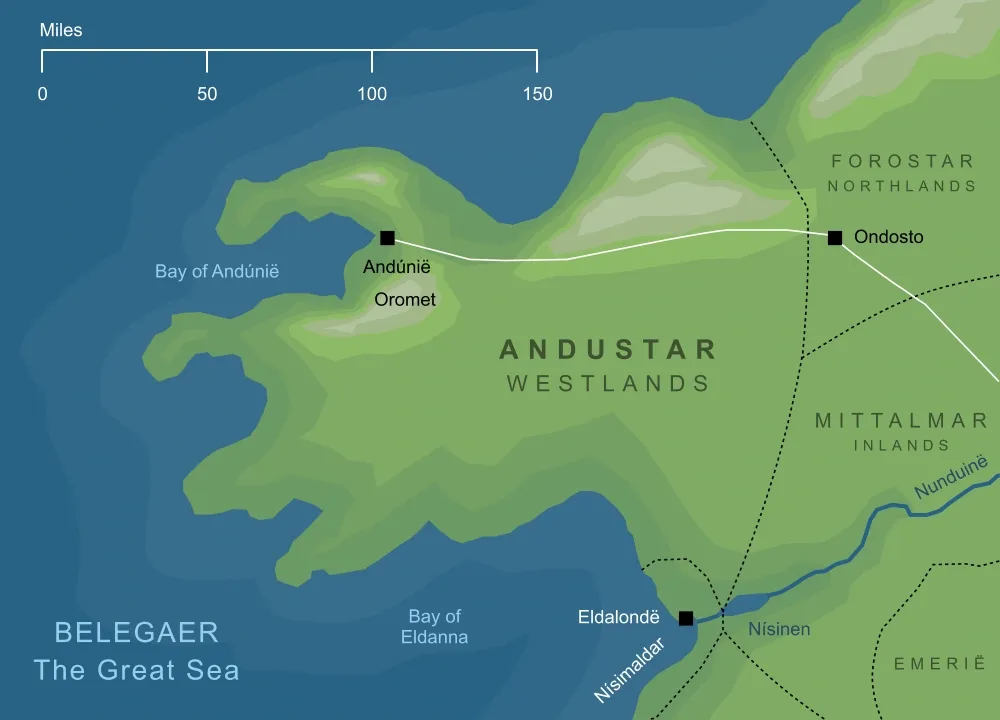 Miles
0 50 100 150
FOROSTAR
NORTHLANDS
Ondosto
Andúnië
Bay of Andúnië
Oromet
ANDUSTAR
WESTLANDS
MITTALMAR
INLANDS
Nunduinë
Bay of
Eldanna
Eldalondë
Nísinen
BELEGAER
The Great Sea
Nísimaldar
EMERIË